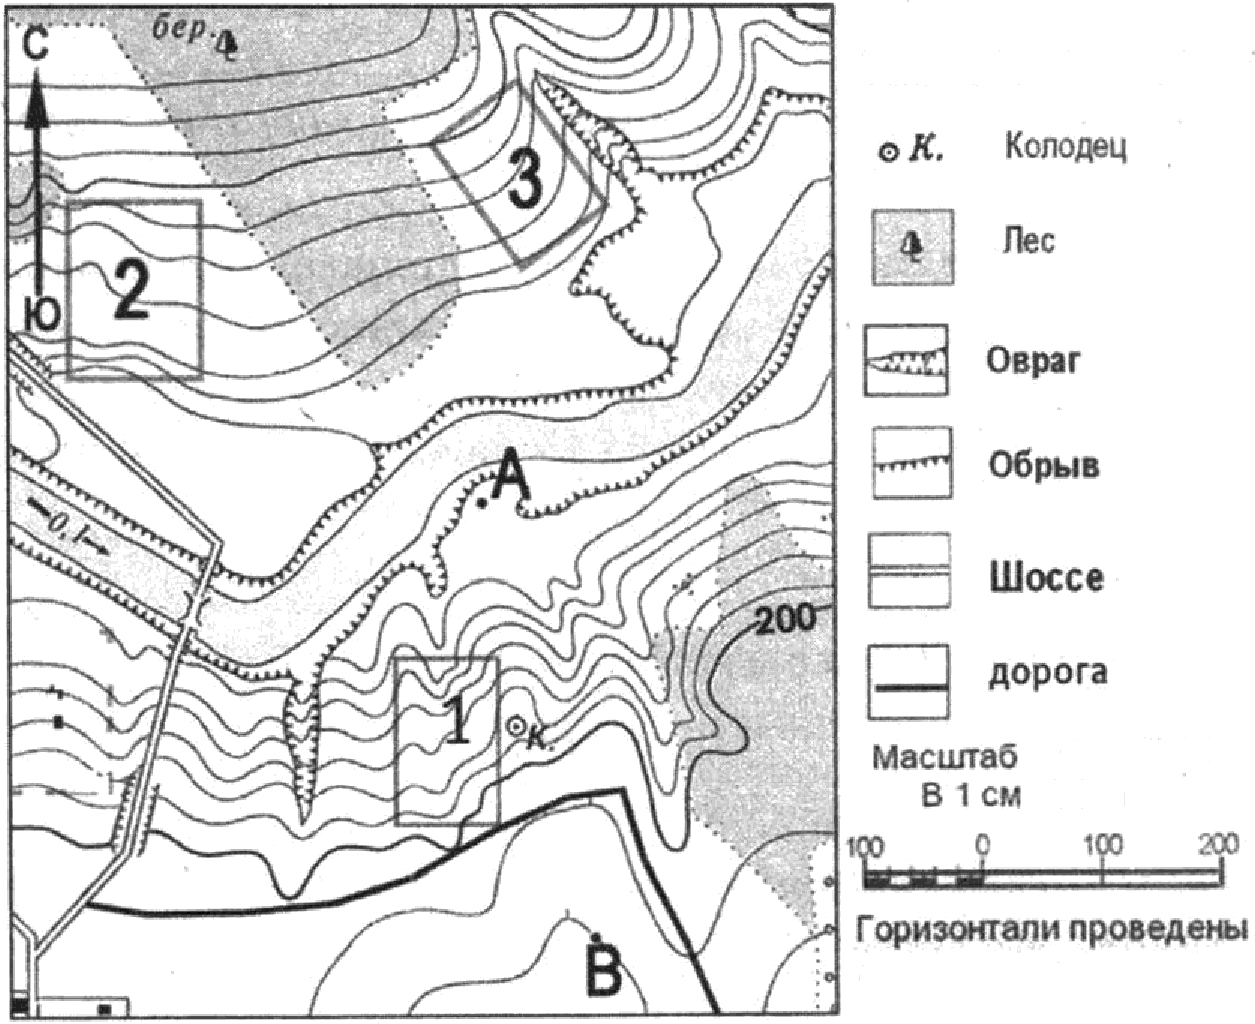 бер.
С
3
2
Ю
А
0,1
200
1
К.
В
К. Колодец
Лес
Овраг
Обрыв
Шоссе
дорога
Масштаб
В 1 см
100 0 100 200
Горизонтали проведены